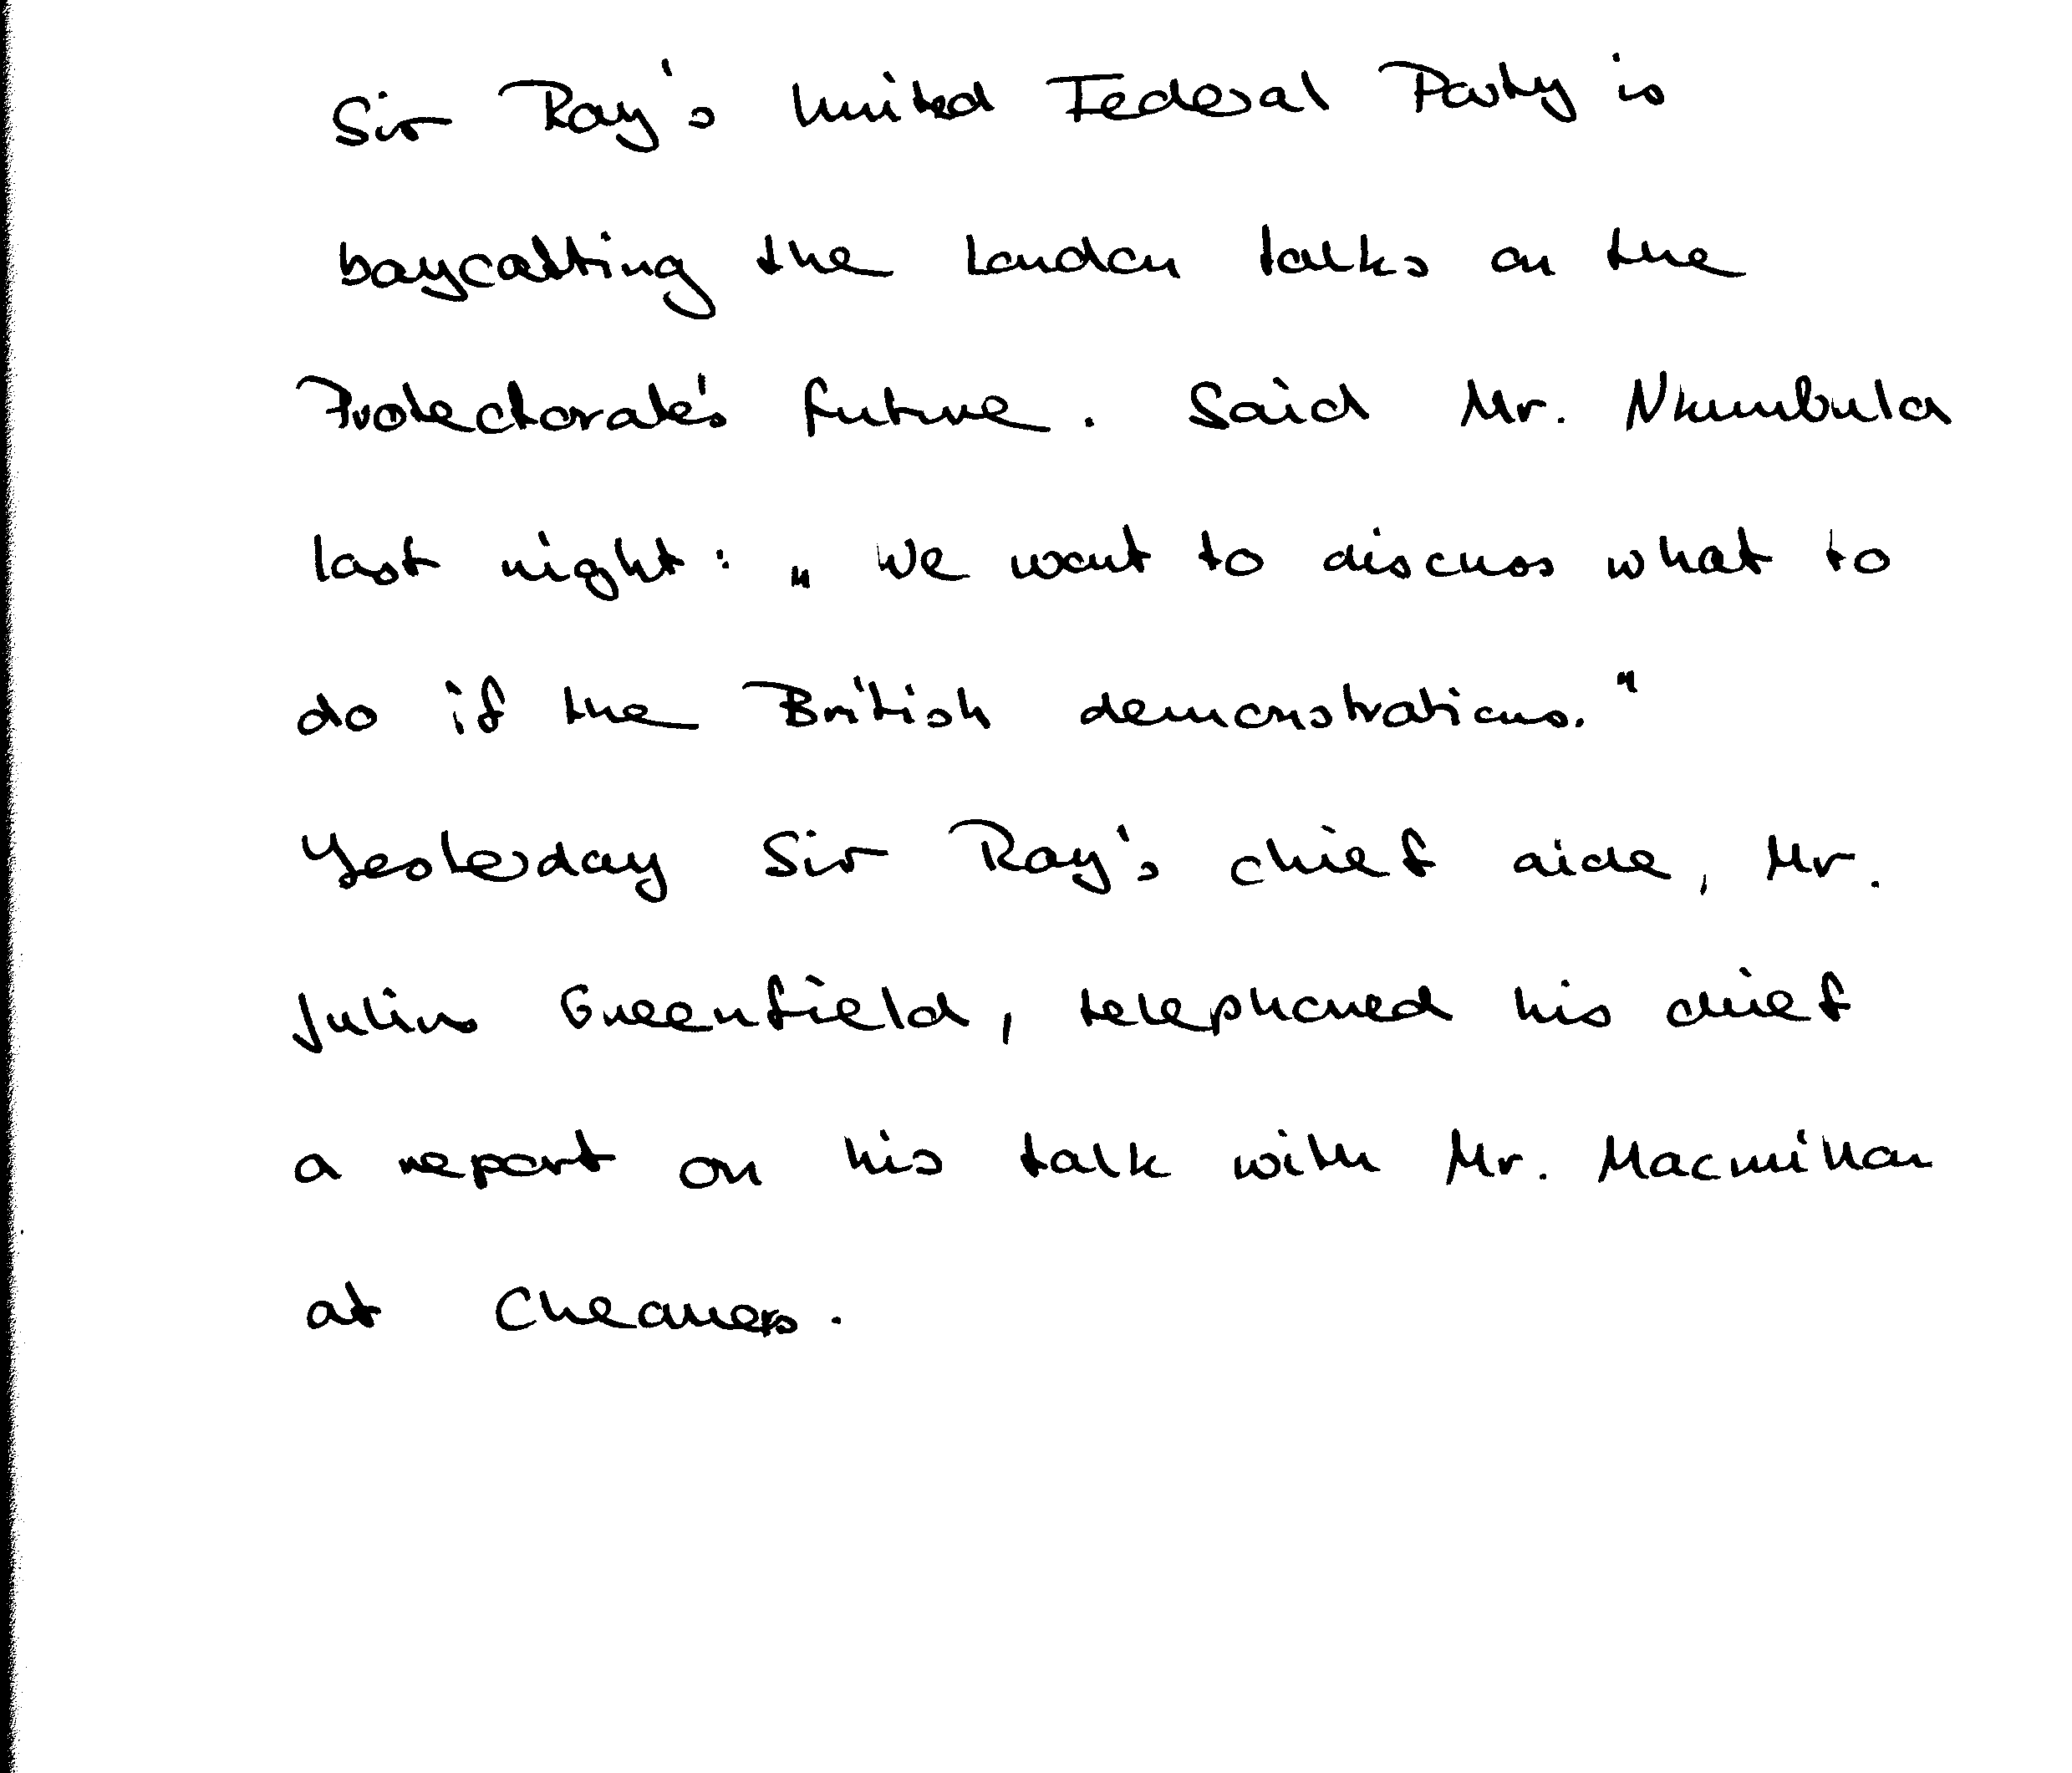 Sir Roy's United Federal Party is
boycotting the London talks on the
Protectorate's future. Said Mr. Nkumbula
last night: „We want to discuss what to
do if the British demonstrations."
Yesterday Sir Roy's chief aide, Mr.
Julius Greenfield, telephoned his chief
a report on his talk with Mr. Macmillan
at Chequers.